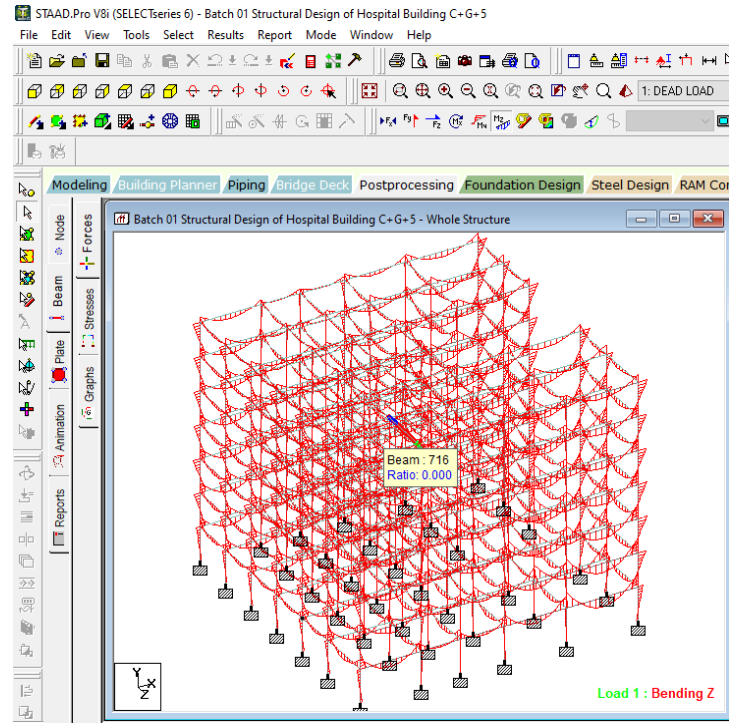 STAAD.Pro V8i (SELECTseries 6) - Batch 01 Structural Design of Hospital Building C+G+5
File Edit View Tools Select Results Report Mode Window Help
1: DEAD LOAD
Modeling Building Planner Piping Bridge Deck Postprocessing Foundation Design Steel Design RAM Con
Batch 01 Structural Design of Hospital Building C+G+5 - Whole Structure
Node
Beam
Plate
Animation
Reports
Forces
Stresses
Graphs
Beam : 716
Ratio: 0.000
Y
X
Z
Load 1 : Bending Z